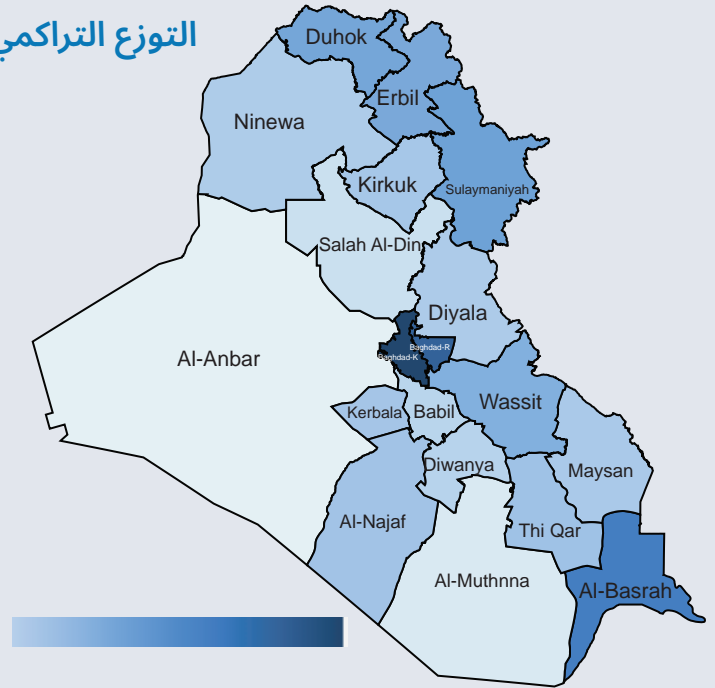 التوزع التراكمي
Duhok
Erbil
Ninewa
Kirkuk
Sulaymaniyah
Salah Al-Din
Diyala
Baghdad-R
Baghdad-K
Al-Anbar
Kerbala
Babil
Wassit
Diwanya
Maysan
Al-Najaf
Thi Qar
Al-Muthnna
Al-Basrah